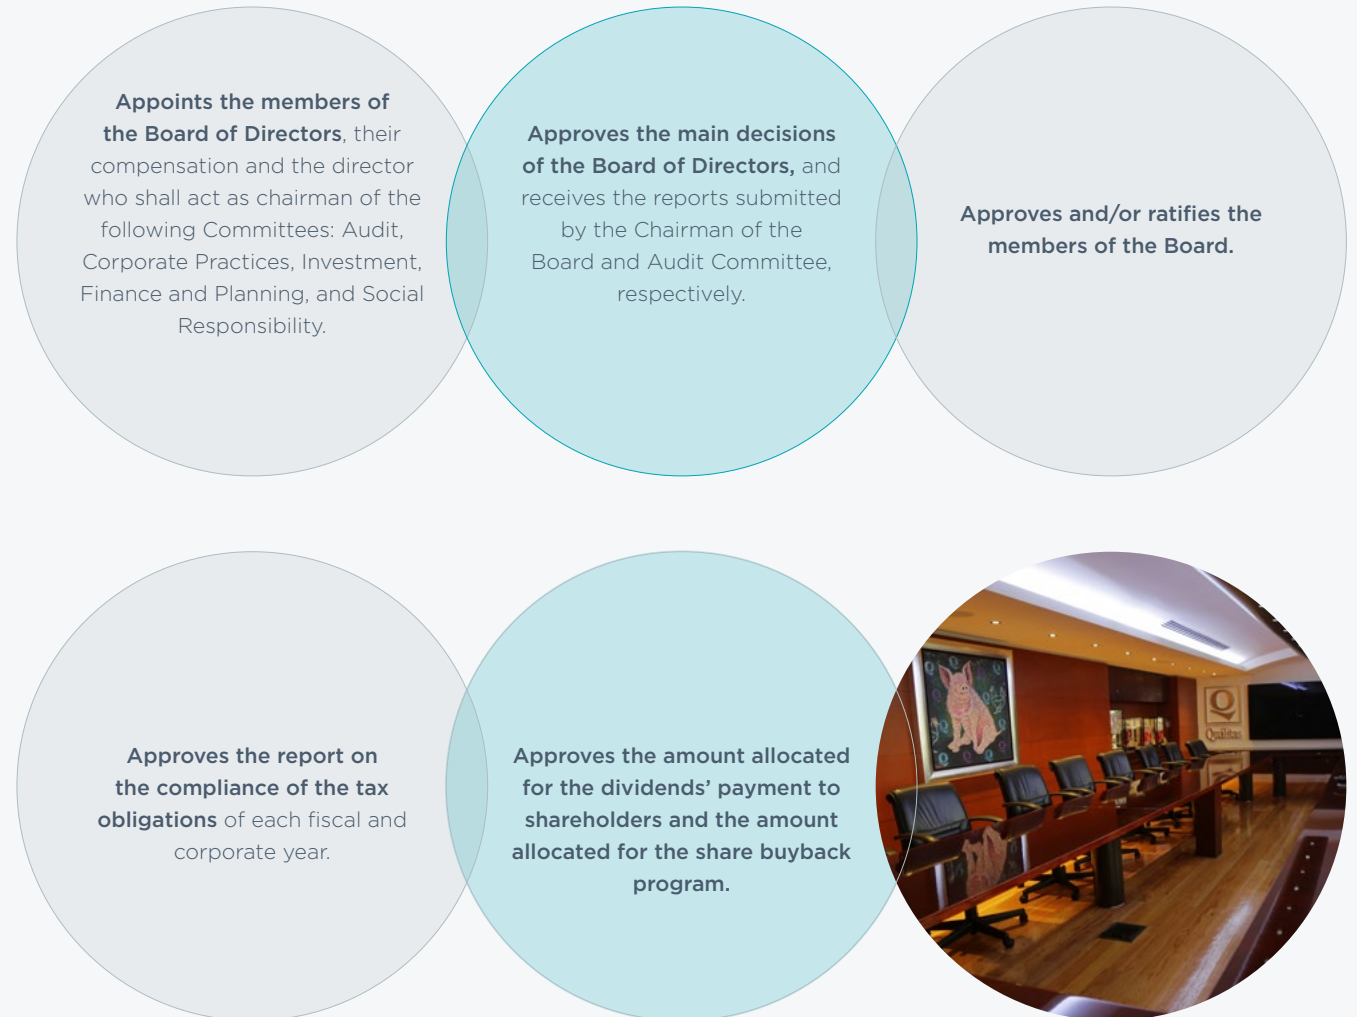 Appoints the members of
the Board of Directors, their
compensation and the director
who shall act as chairman of the
following Committees: Audit,
Corporate Practices, Investment,
Finance and Planning, and Social
Responsibility.
Approves the main decisions
of the Board of Directors, and
receives the reports submitted
by the Chairman of the
Board and Audit Committee,
respectively.
Approves and/or ratifies the
members of the Board.
Approves the report on
the compliance of the tax
obligations of each fiscal and
corporate year.
Approves the amount allocated
for the dividends’ payment to
shareholders and the amount
allocated for the share buyback
program.
Q
Quálitas